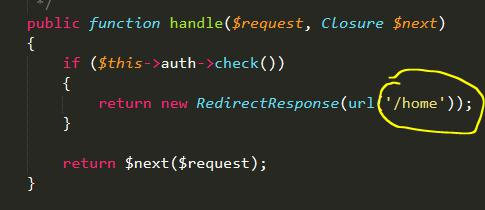 */
public function handle($request, Closure $next)
{
if ($this->auth->check())
{
return new RedirectResponse(url('/home'));
}
return $next($request);
}